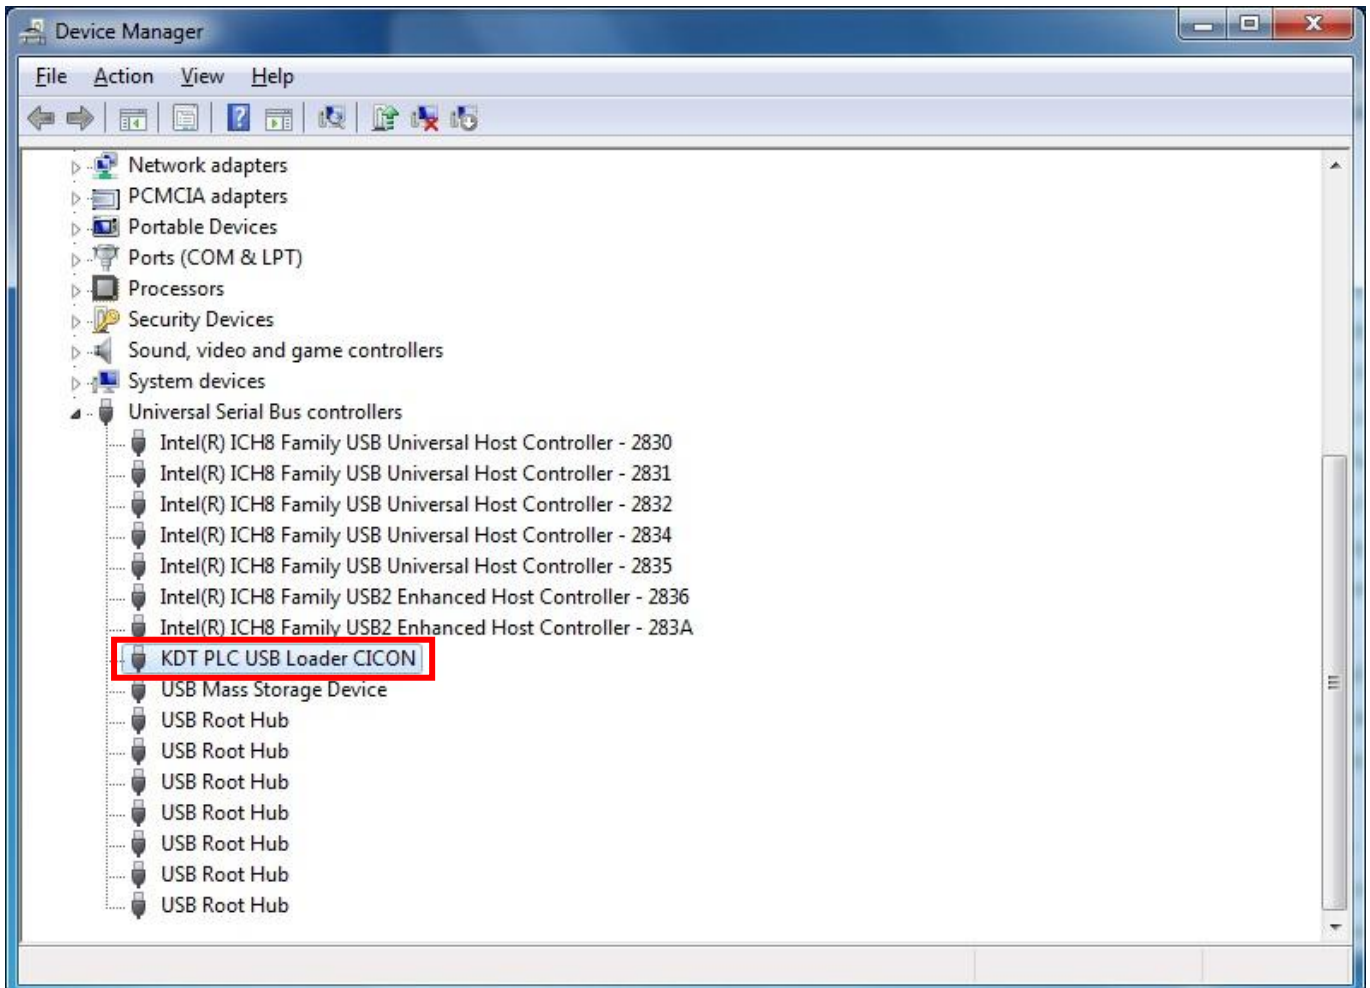 Device Manager
File Action View Help
Network adapters
PCMCIA adapters
Portable Devices
Ports (COM & LPT)
Processors
Security Devices
Sound, video and game controllers
System devices
Universal Serial Bus controllers
Intel(R) ICH8 Family USB Universal Host Controller - 2830
Intel(R) ICH8 Family USB Universal Host Controller - 2831
Intel(R) ICH8 Family USB Universal Host Controller - 2832
Intel(R) ICH8 Family USB Universal Host Controller - 2834
Intel(R) ICH8 Family USB Universal Host Controller - 2835
Intel(R) ICH8 Family USB2 Enhanced Host Controller - 2836
Intel(R) ICH8 Family USB2 Enhanced Host Controller - 283A
KDT PLC USB Loader CICON
USB Mass Storage Device
USB Root Hub
USB Root Hub
USB Root Hub
USB Root Hub
USB Root Hub
USB Root Hub
USB Root Hub